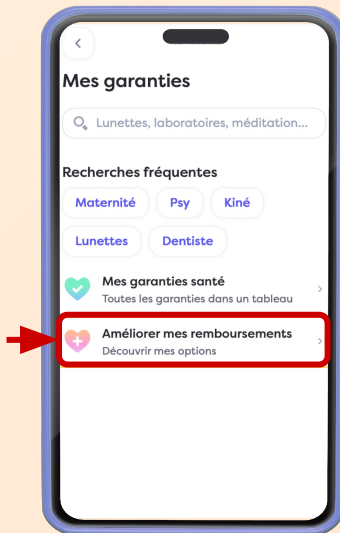 Mes garanties
Lunettes, laboratoires, méditation...
Recherches fréquentes
Maternité Psy Kiné
Lunettes Dentiste
Mes garanties santé
Toutes les garanties dans un tableau
Améliorer mes remboursements
Découvrir mes options